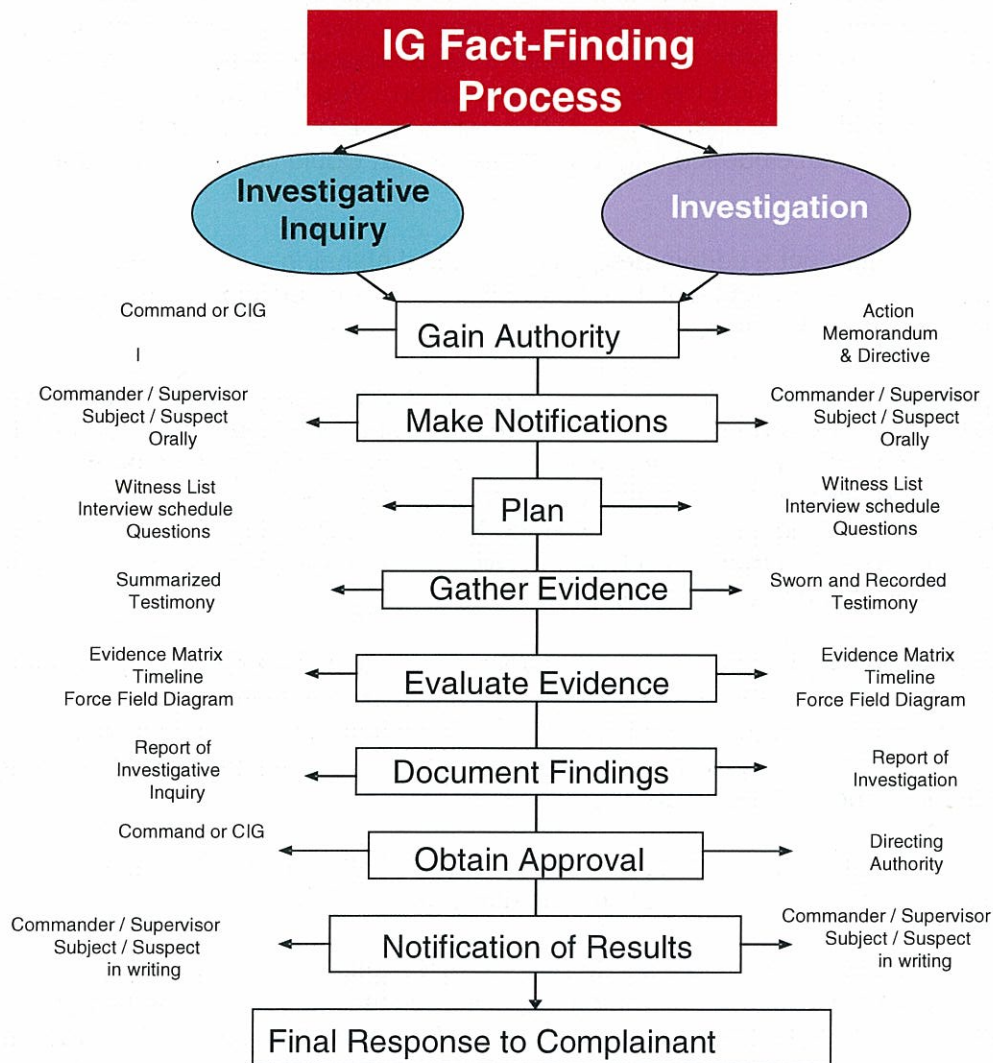 IG Fact-Finding
Process
Investigative
Inquiry
Investigation
Command or CIG
I
Gain Authority
Action
Memorandum
& Directive
Commander / Supervisor
Subject / Suspect
Orally
Make Notifications
Commander / Supervisor
Subject / Suspect
Orally
Witness List
Interview schedule
Questions
Plan
Witness List
Interview schedule
Questions
Summarized
Testimony
Gather Evidence
Sworn and Recorded
Testimony
Evidence Matrix
Timeline
Force Field Diagram
Evaluate Evidence
Evidence Matrix
Timeline
Force Field Diagram
Report of
Investigative
Inquiry
Document Findings
Report of
Investigation
Command or CIG
Obtain Approval
Directing
Authority
Commander / Supervisor
Subject / Suspect
in writing
Notification of Results
Commander / Supervisor
Subject / Suspect
in writing
Final Response to Complainant